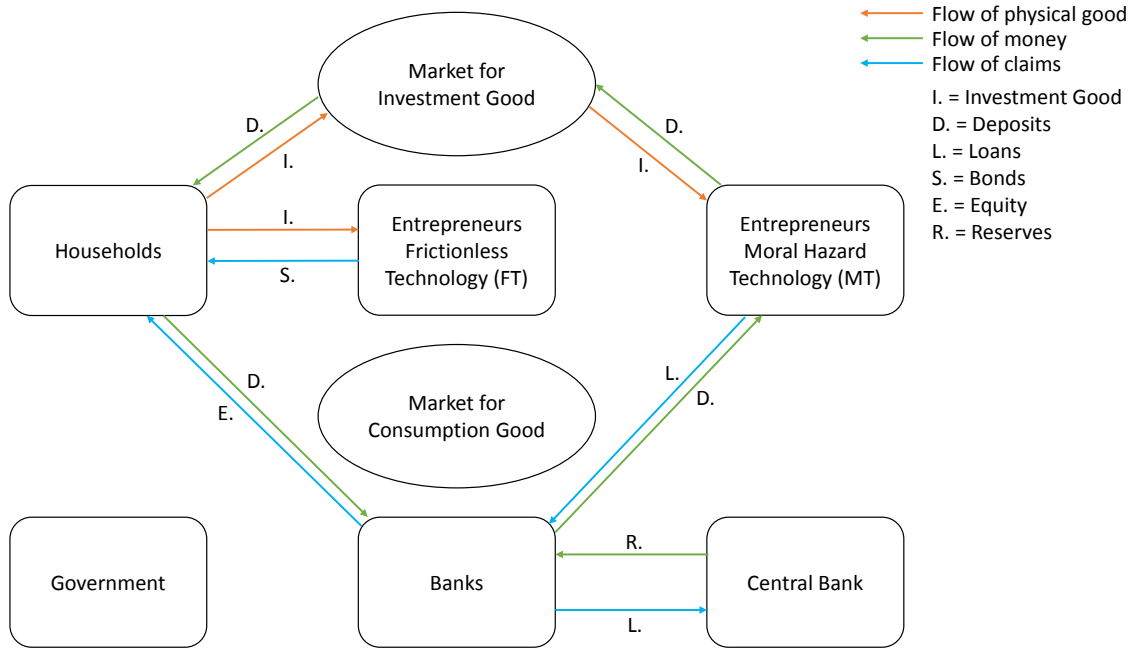 Flow of physical good
Flow of money
Flow of claims
I. = Investment Good
D. = Deposits
L. = Loans
S. = Bonds
E. = Equity
R. = Reserves
Market for
Investment Good
D.
I.
D.
I.
Households
I.
S.
Entrepreneurs
Frictionless
Technology (FT)
Entrepreneurs
Moral Hazard
Technology (MT)
D.
E.
Market for
Consumption Good
L.
D.
Government
Banks
R.
L.
Central Bank